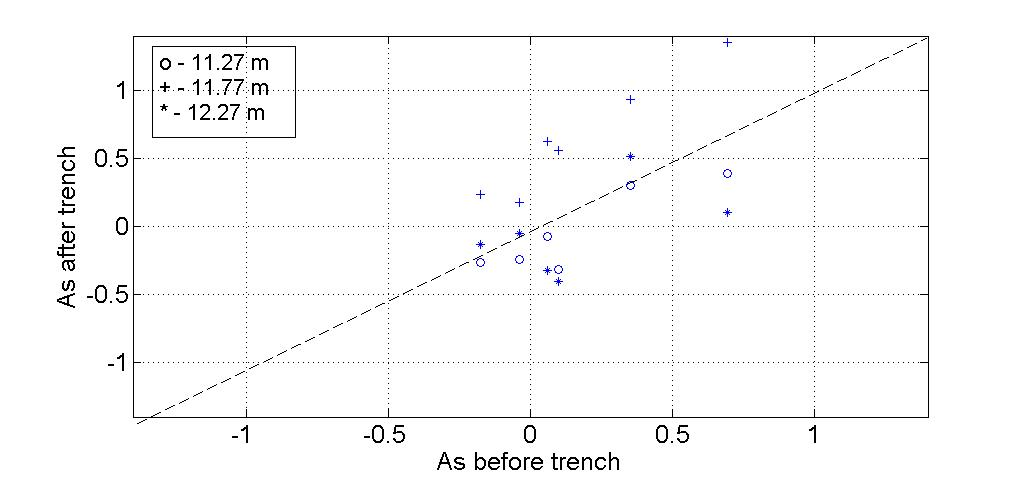 o - 11.27 m
+ - 11.77 m
* - 12.27 m
1
0.5
0
-0.5
-1
As after trench
-1
-0.5
0
0.5
1
As before trench